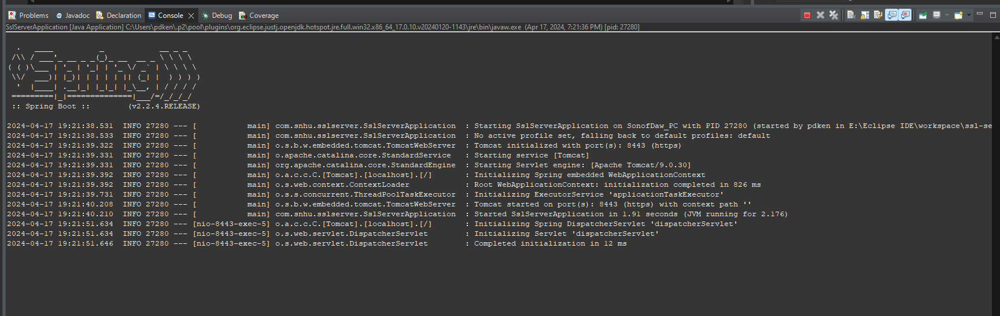 Problems @ Javadoc Declaration Console Debug Coverage
SslServerApplication [Java Application] C:\Users\pdken\.p2\pool\plugins\org.eclipse.justj.openjdk.hotspot.jre.full.win32.x86_64_17.0.10.v20240120-1143\jre\bin\javaw.exe (Apr 17, 2024, 7:21:36 PM) [pid: 27280]
  .   ____          _            __ _ _
 /\\ / ___'_ __ _ _(_)_ __  __ _ \ \ \ \
( ( )\___ | '_ | '_| | '_ \/ _` | \ \ \ \
 \\/  ___)| |_)| | | | | || (_| |  ) ) ) )
  '  |____| .__|_| |_|_| |_\__, | / / / /
 =========|_|==============|___/=/_/_/_/
 :: Spring Boot ::        (v2.2.4.RELEASE)
2024-04-17 19:21:38.531  INFO 27280 --- [           main] com.snhu.sslserver.SslServerApplication  : Starting SslServerApplication on SonofDaw_PC with PID 27280 (started by pdken in E:\Eclipse IDE\workspace\ssl-se
2024-04-17 19:21:38.533  INFO 27280 --- [           main] com.snhu.sslserver.SslServerApplication  : No active profile set, falling back to default profiles: default
2024-04-17 19:21:39.322  INFO 27280 --- [           main] o.s.b.w.embedded.tomcat.TomcatWebServer  : Tomcat initialized with port(s): 8443 (https)
2024-04-17 19:21:39.331  INFO 27280 --- [           main] o.apache.catalina.core.StandardService   : Starting service [Tomcat]
2024-04-17 19:21:39.331  INFO 27280 --- [           main] org.apache.catalina.core.StandardEngine  : Starting Servlet engine: [Apache Tomcat/9.0.30]
2024-04-17 19:21:39.392  INFO 27280 --- [           main] o.a.c.c.C.[Tomcat].[localhost].[/]       : Initializing Spring embedded WebApplicationContext
2024-04-17 19:21:39.392  INFO 27280 --- [           main] o.s.web.context.ContextLoader            : Root WebApplicationContext: initialization completed in 826 ms
2024-04-17 19:21:39.731  INFO 27280 --- [           main] o.s.s.concurrent.ThreadPoolTaskExecutor  : Initializing ExecutorService 'applicationTaskExecutor'
2024-04-17 19:21:40.208  INFO 27280 --- [           main] o.s.b.w.embedded.tomcat.TomcatWebServer  : Tomcat started on port(s): 8443 (https) with context path ''
2024-04-17 19:21:40.210  INFO 27280 --- [           main] com.snhu.sslserver.SslServerApplication  : Started SslServerApplication in 1.91 seconds (JVM running for 2.176)
2024-04-17 19:21:51.634  INFO 27280 --- [nio-8443-exec-5] o.a.c.c.C.[Tomcat].[localhost].[/]       : Initializing Spring DispatcherServlet 'dispatcherServlet'
2024-04-17 19:21:51.634  INFO 27280 --- [nio-8443-exec-5] o.s.web.servlet.DispatcherServlet        : Initializing Servlet 'dispatcherServlet'
2024-04-17 19:21:51.646  INFO 27280 --- [nio-8443-exec-5] o.s.web.servlet.DispatcherServlet        : Completed initialization in 12 ms